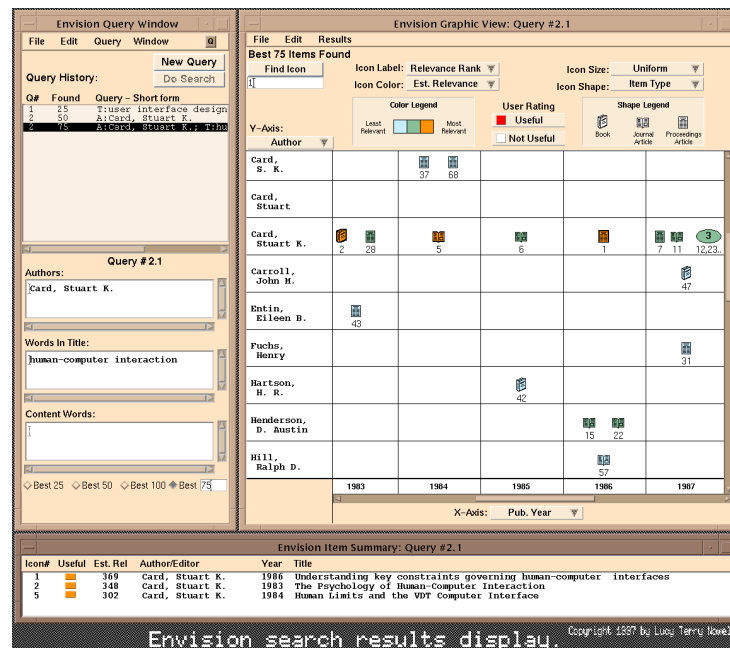 Envision Query Window
File Edit Query Window Q
New Query
Query History: Do Search
Q# Found Query - Short form
1 25 T:user interface design
2 50 A:Card, Stuart K.
2 75 A:Card, Stuart K.; T:hu
Query #2.1
Authors:
Card, Stuart K.
Words In Title:
human-computer interaction
Content Words:
Best 25 Best 50 Best 100 Best 75
Envision Graphic View: Query #2.1
File Edit Results
Best 75 Items Found
Find Icon Icon Label: Relevance Rank Icon Size: Uniform
1 Icon Color: Est. Relevance Icon Shape: Item Type
Color Legend User Rating Shape Legend
Least Relevant Most Relevant Useful Book Journal Article Proceedings Article
Not Useful
Y-Axis:
Author
Card, S. K.
37 68
Card, Stuart
Card, Stuart K.
2 28 5 6 1 7 11 3 12,23..
Carroll, John M.
47
Entin, Eileen B.
43
Fuchs, Henry
31
Hartson, H. R.
42
Henderson, D. Austin
15 22
Hill, Ralph D.
57
1983 1984 1985 1986 1987
X-Axis: Pub. Year
Envision Item Summary: Query #2.1
Icon# Useful Est. Rel Author/Editor Year Title
1 369 Card, Stuart K. 1986 Understanding key constraints governing human-computer interfaces
2 348 Card, Stuart K. 1983 The Psychology of Human-Computer Interaction
5 302 Card, Stuart K. 1984 Human Limits and the VDT Computer Interface
Envision search results display.
Copyright 1997 by Lucy Terry Nowel